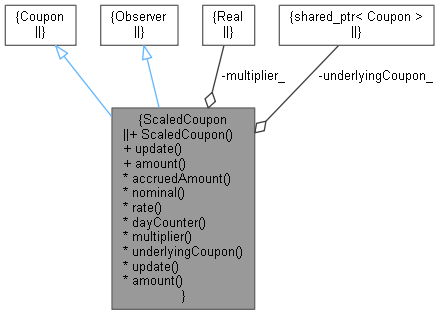 {Coupon
||}
{Observer
||}
{Real
||}
{shared_ptr< Coupon >
||}
-multiplier_
-underlyingCoupon_
{ScaledCoupon
||+ ScaledCoupon()
+ update()
+ amount()
* accruedAmount()
* nominal()
* rate()
* dayCounter()
* multiplier()
* underlyingCoupon()
* update()
* amount()
}